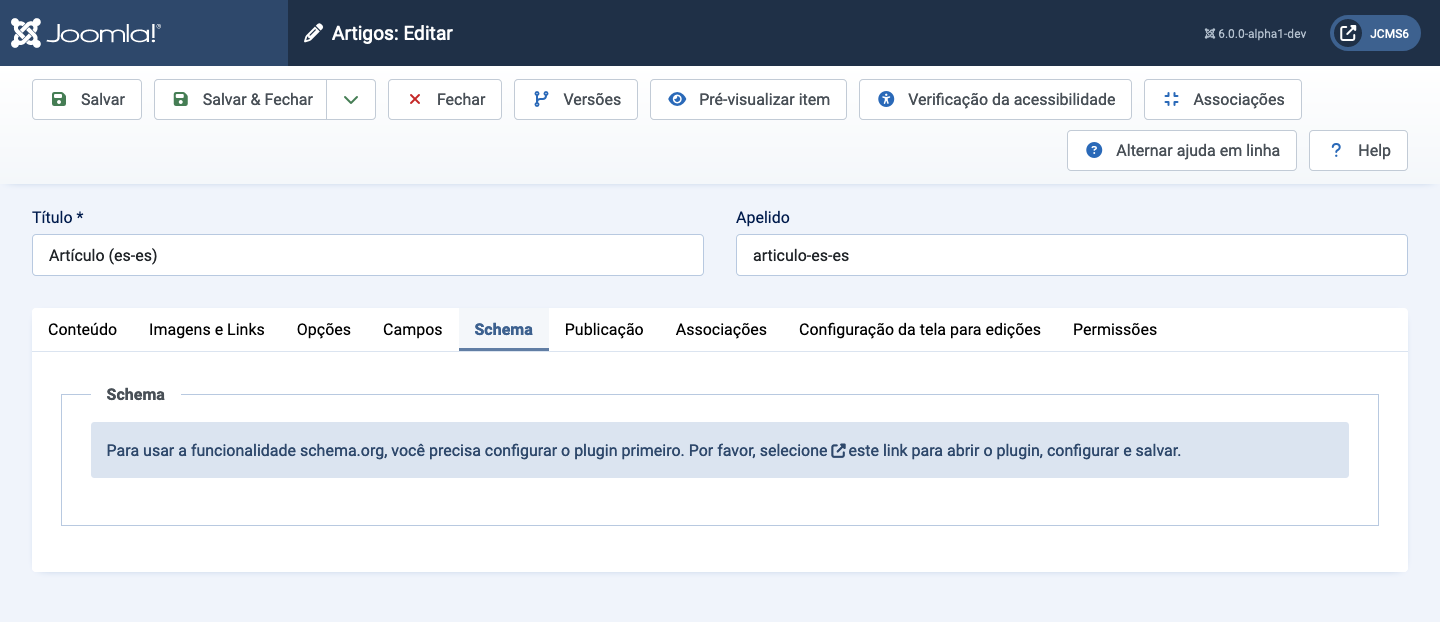 Joomla!®
Artigos: Editar
6.0.0-alpha1-dev
JCMS6
Salvar
Salvar & Fechar
Fechar
Versões
Pré-visualizar item
Verificação da acessibilidade
Associações
Alternar ajuda em linha
? Help
Título *
Apelido
Artículo (es-es)
articulo-es-es
Conteúdo
Imagens e Links
Opções
Campos
Schema
Publicação
Associações
Configuração da tela para edições
Permissões
Schema
Para usar a funcionalidade schema.org, você precisa configurar o plugin primeiro. Por favor, selecione este link para abrir o plugin, configurar e salvar.